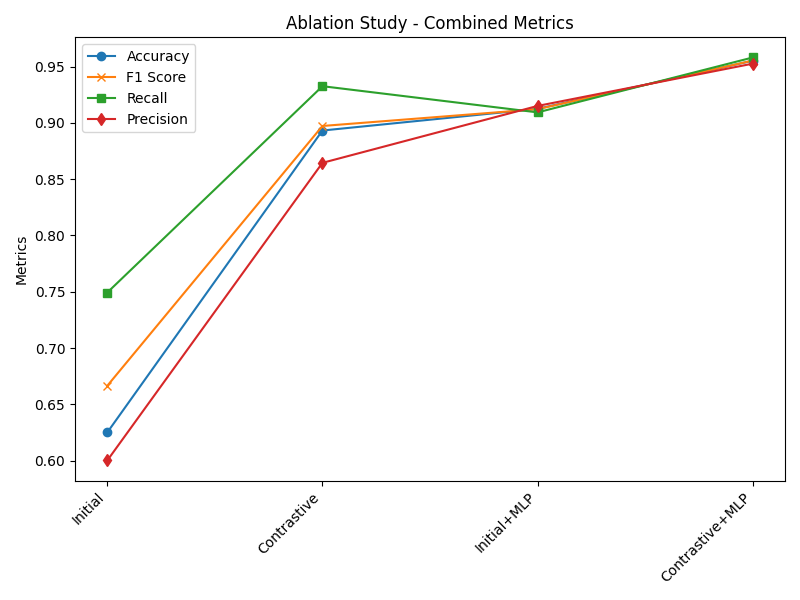 Ablation Study - Combined Metrics
Accuracy
F1 Score
Recall
Precision
Metrics
0.95
0.90
0.85
0.80
0.75
0.70
0.65
0.60
Initial
Contrastive
Initial+MLP
Contrastive+MLP